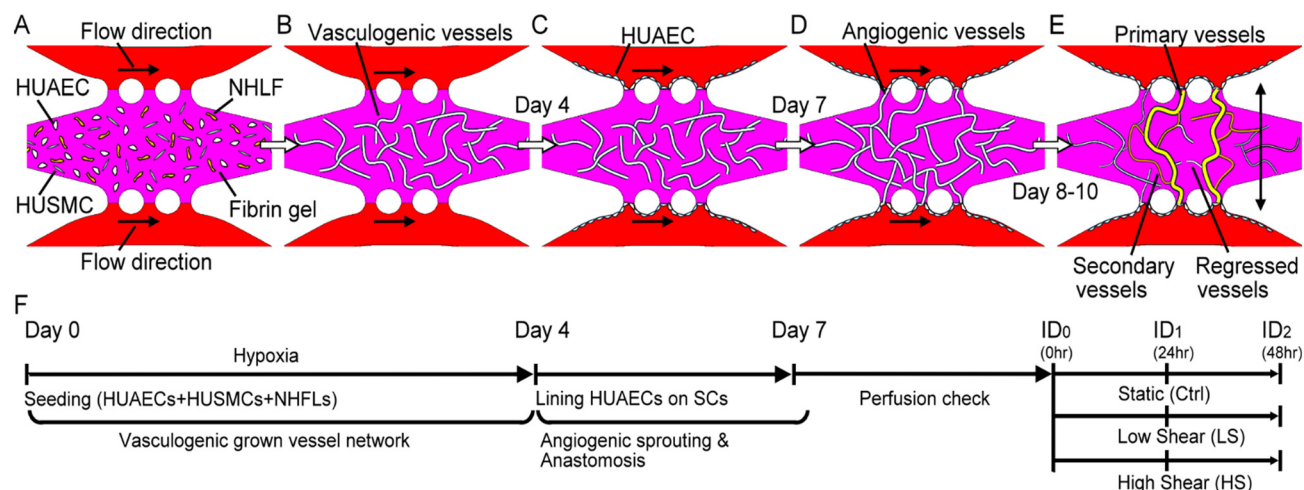 A
Flow direction
HUAEC
NHLF
HUSMC
Fibrin gel
Flow direction
B
Vasculogenic vessels
Day 4
C
HUAEC
Day 7
D
Angiogenic vessels
Day 8-10
E
Primary vessels
Secondary
vessels
Regressed
vessels
F
Day 0
Day 4
Day 7
ID0
(0hr)
ID1
(24hr)
ID2
(48hr)
Hypoxia
Seeding (HUAECs+HUSMCs+NHFLs)
Lining HUAECs on SCs
Perfusion check
Static (Ctrl)
Vasculogenic grown vessel network
Angiogenic sprouting &
Anastomosis
Low Shear (LS)
High Shear (HS)